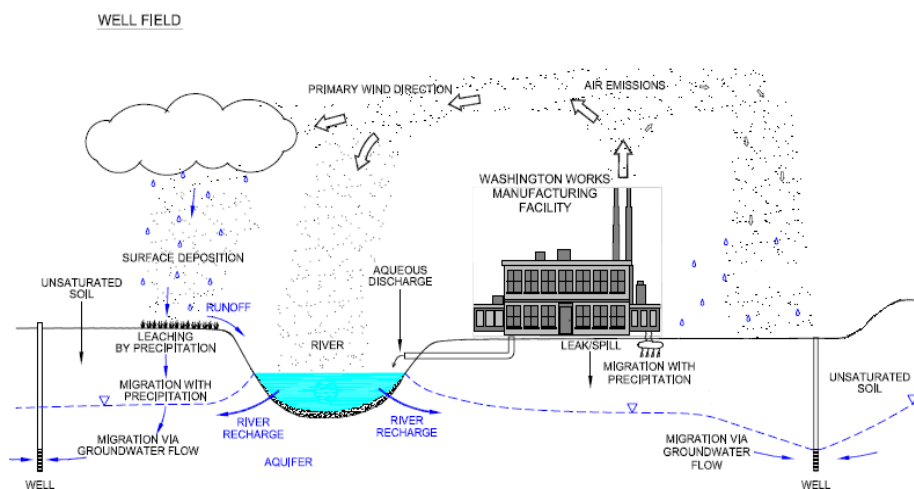 WELL FIELD
PRIMARY WIND DIRECTION
AIR EMISSIONS
WASHINGTON WORKS
MANUFACTURING
FACILITY
SURFACE DEPOSITION
AQUEOUS
DISCHARGE
UNSATURATED
SOIL
RUNOFF
LEACHING
BY PRECIPITATION
RIVER
LEAK/SPILL
MIGRATION WITH
PRECIPITATION
MIGRATION WITH
PRECIPITATION
UNSATURATED
SOIL
RIVER
RECHARGE
RIVER
RECHARGE
MIGRATION VIA
GROUNDWATER FLOW
MIGRATION VIA
GROUNDWATER
FLOW
AQUIFER
WELL
WELL